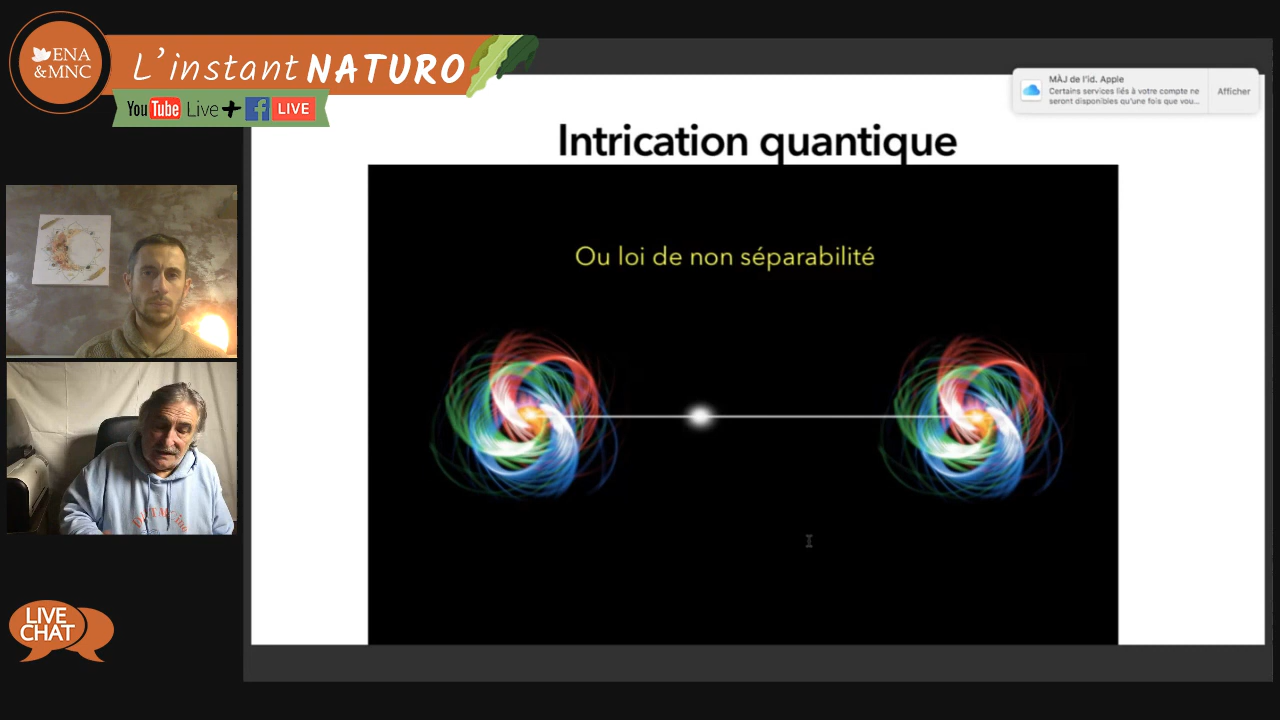 ENA
&MNC
L'instant NATURO
YouTube Live + f LIVE
MÀJ de l'id. Apple
Certains services liés à votre compte ne
seront disponibles qu'une fois que vou...
Afficher
Intrication quantique
Ou loi de non séparabilité
LIVE
CHAT